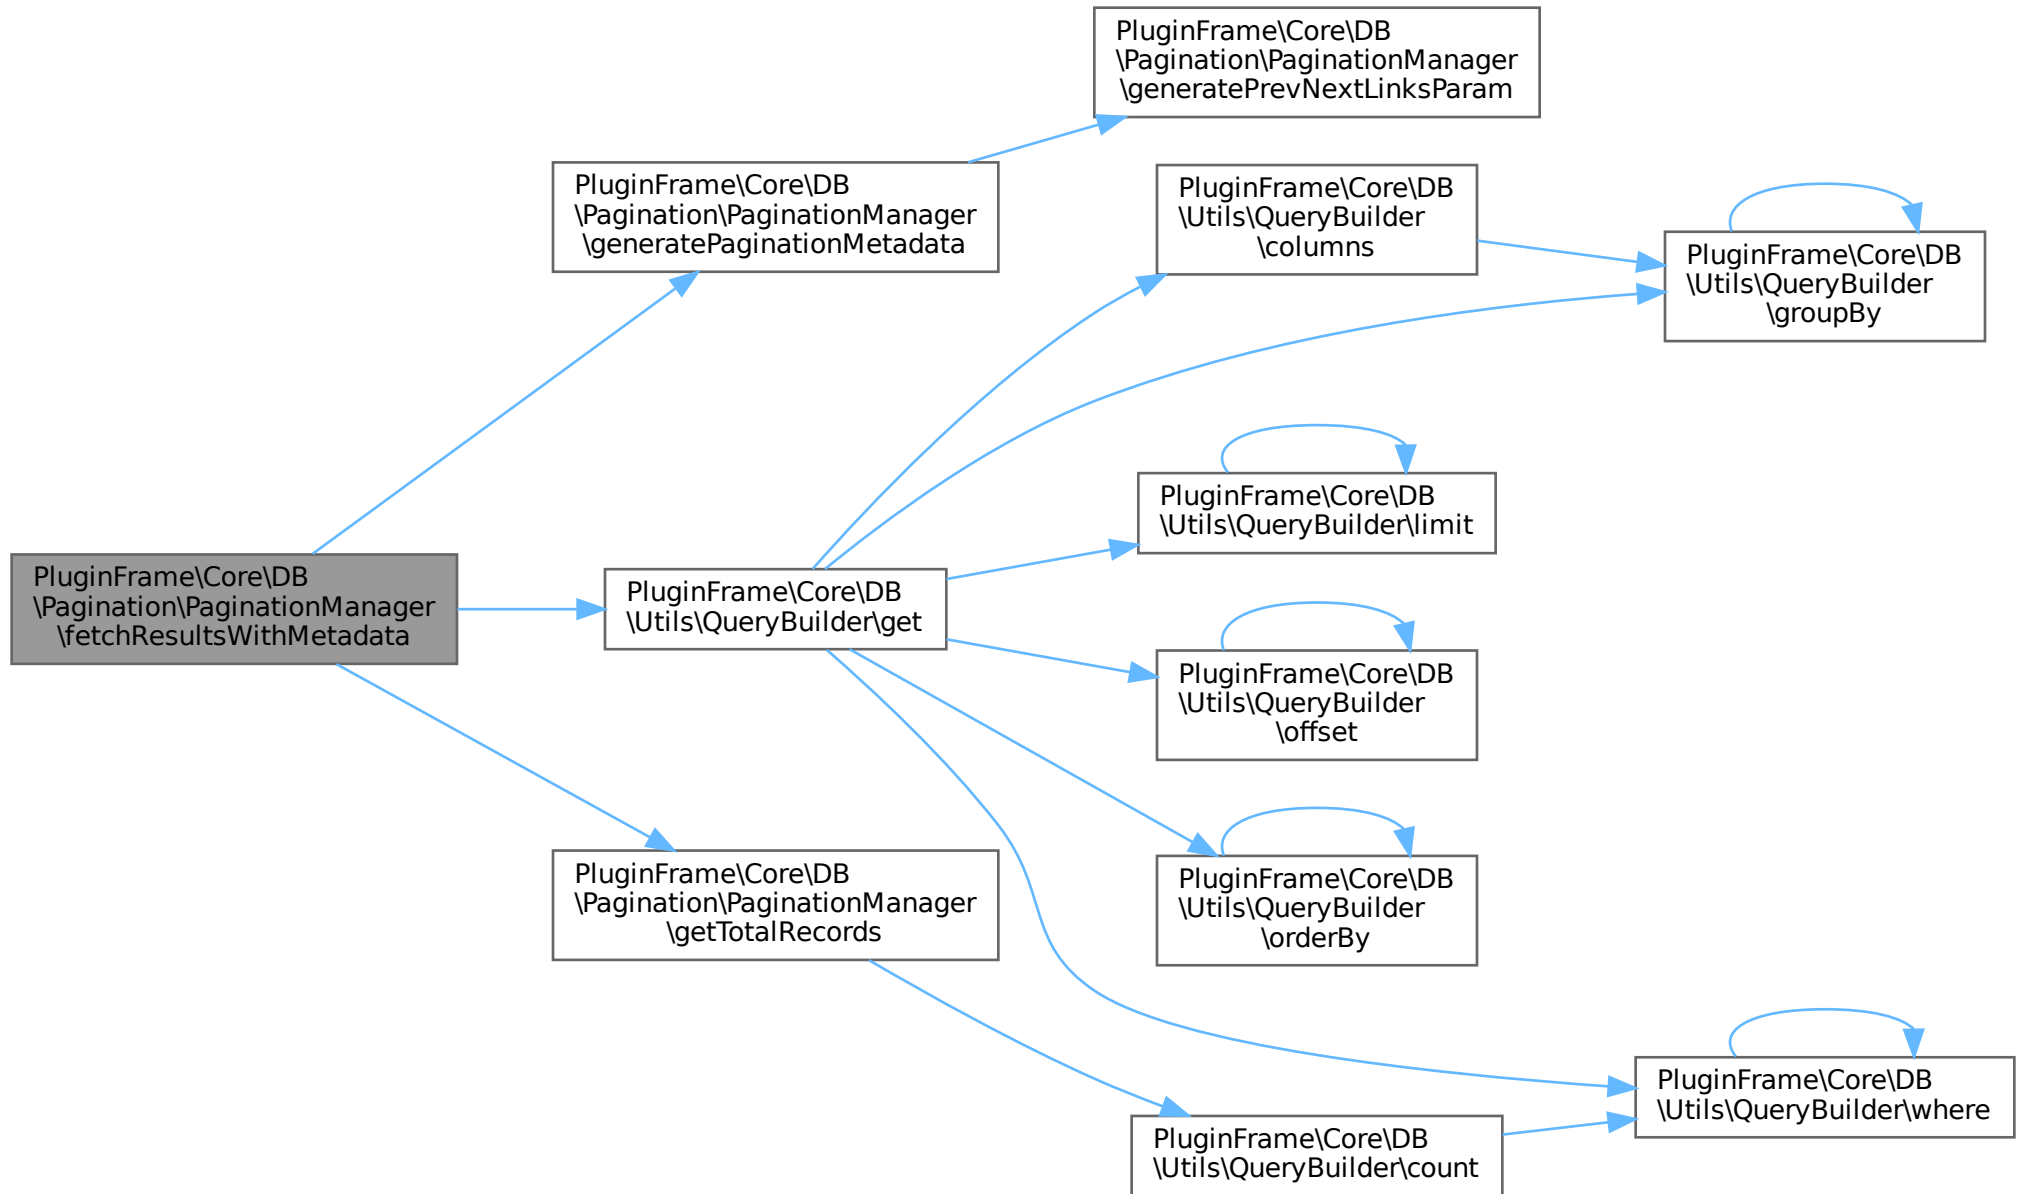 PluginFrame\Core\DB
\Pagination\PaginationManager
\generatePrevNextLinksParam
PluginFrame\Core\DB
\Pagination\PaginationManager
\generatePaginationMetadata
PluginFrame\Core\DB
\Utils\QueryBuilder
\columns
PluginFrame\Core\DB
\Utils\QueryBuilder
\groupBy
PluginFrame\Core\DB
\Utils\QueryBuilder\limit
PluginFrame\Core\DB
\Pagination\PaginationManager
\fetchResultsWithMetadata
PluginFrame\Core\DB
\Utils\QueryBuilder\get
PluginFrame\Core\DB
\Utils\QueryBuilder
\offset
PluginFrame\Core\DB
\Pagination\PaginationManager
\getTotalRecords
PluginFrame\Core\DB
\Utils\QueryBuilder
\orderBy
PluginFrame\Core\DB
\Utils\QueryBuilder\where
PluginFrame\Core\DB
\Utils\QueryBuilder\count